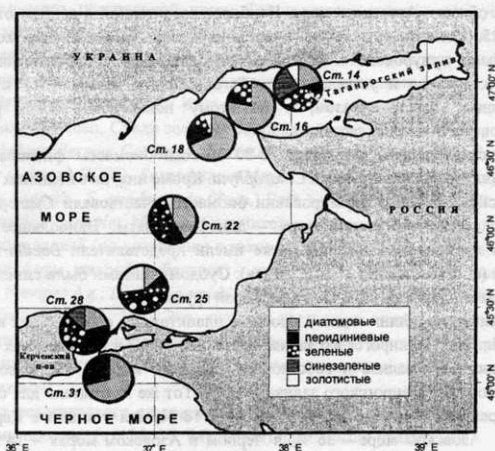 УКРАИНА
Ст. 14
Таганрогский залив
47°00' N
Ст. 16
Ст. 18
46°30' N
АЗОВСКОЕ
МОРЕ
РОССИЯ
Ст. 22
46°00' N
Ст. 25
Ст. 28
диатомовые
перидиниевые
зеленые
синезеленые
золотистые
45°30' N
Керченский
п-ов
Ст. 31
45°00' N
ЧЕРНОЕ МОРЕ
36° E
37° E
38° E
39° E